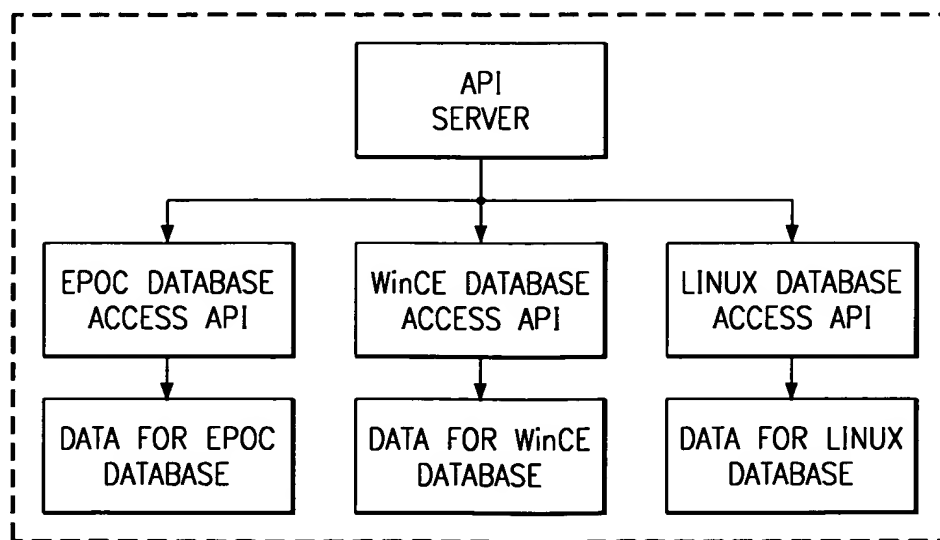 API
SERVER
EPOC DATABASE
ACCESS API
WinCE DATABASE
ACCESS API
LINUX DATABASE
ACCESS API
DATA FOR EPOC
DATABASE
DATA FOR WinCE
DATABASE
DATA FOR LINUX
DATABASE